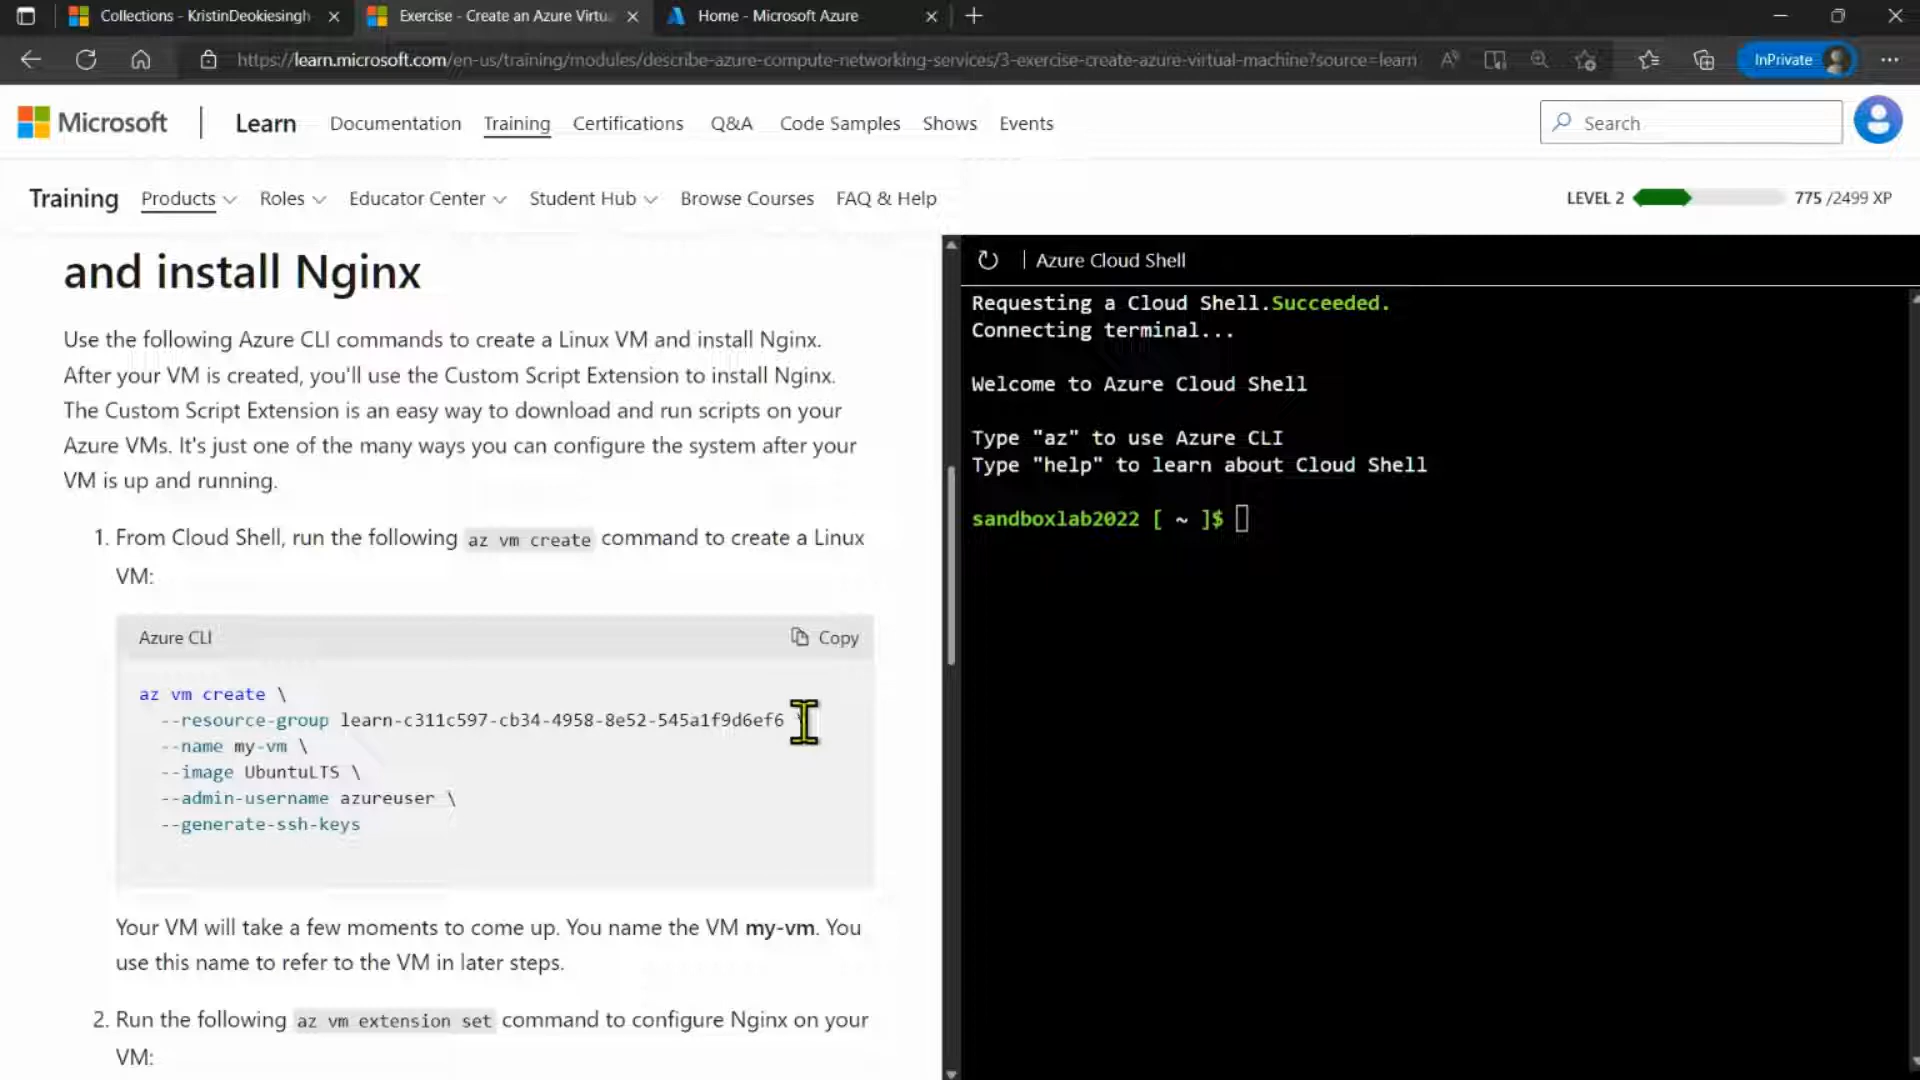 Collections - KristinDeokiesingh
Exercise - Create an Azure Virtu
Home - Microsoft Azure
https://learn.microsoft.com/en-us/training/modules/describe-azure-compute-networking-services/3-exercise-create-azure-virtual-machine?source=learn
InPrivate
Microsoft
Learn
Documentation
Training
Certifications
Q&A
Code Samples
Shows
Events
Search
Training
Products
Roles
Educator Center
Student Hub
Browse Courses
FAQ & Help
LEVEL 2
775 /2499 XP
and install Nginx
Use the following Azure CLI commands to create a Linux VM and install Nginx.
After your VM is created, you'll use the Custom Script Extension to install Nginx.
The Custom Script Extension is an easy way to download and run scripts on your
Azure VMs. It's just one of the many ways you can configure the system after your
VM is up and running.
1. From Cloud Shell, run the following az vm create command to create a Linux
VM:
Azure CLI
Copy
az vm create \
--resource-group learn-c311c597-cb34-4958-8e52-545a1f9d6ef6 \
--name my-vm \
--image UbuntuLTS \
--admin-username azureuser \
--generate-ssh-keys
Your VM will take a few moments to come up. You name the VM my-vm. You
use this name to refer to the VM in later steps.
2. Run the following az vm extension set command to configure Nginx on your
VM:
Azure Cloud Shell
Requesting a Cloud Shell.Succeeded.
Connecting terminal...
Welcome to Azure Cloud Shell
Type "az" to use Azure CLI
Type "help" to learn about Cloud Shell
sandboxlab2022 [ ~ ]$